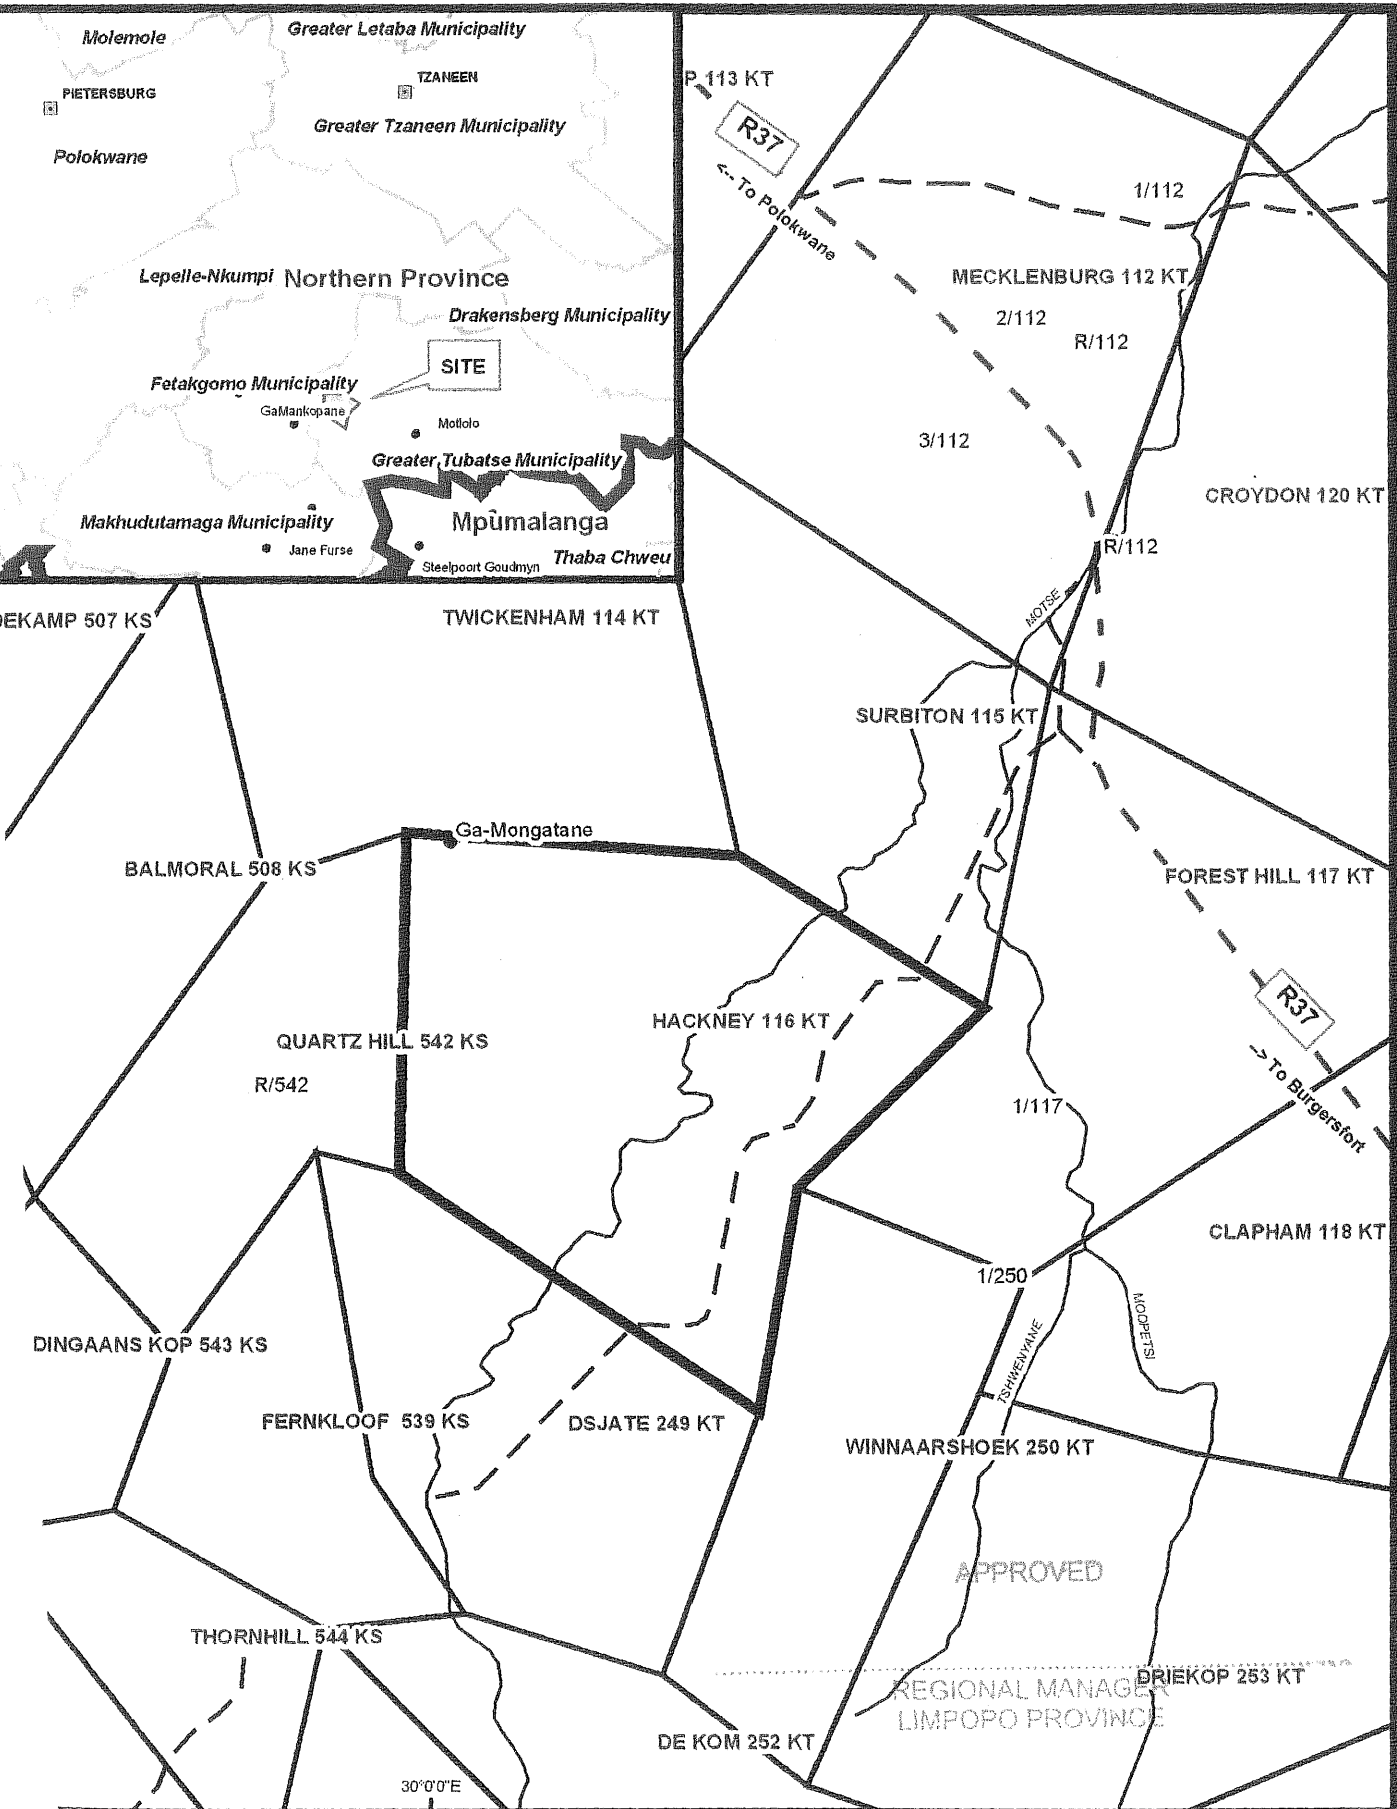 Molemole
Greater Letaba Municipality
PIETERSBURG
TZANEEN
Greater Tzaneen Municipality
Polokwane
Lepelle-Nkumpi
Northern Province
Drakensberg Municipality
SITE
Fetakgomo Municipality
GaMankopane
Motlolo
Greater Tubatse Municipality
Makhudutamaga Municipality
Mpumalanga
Jane Furse
Thaba Chweu
Steelpoort Goudmyn
P 113 KT
R37
<-- To Polokwane
1/112
MECKLENBURG 112 KT
2/112
R/112
3/112
CROYDON 120 KT
R/112
MOTSE
DEKAMP 507 KS
TWICKENHAM 114 KT
SURBITON 115 KT
Ga-Mongatane
BALMORAL 508 KS
FOREST HILL 117 KT
R37
--> To Burgersfort
HACKNEY 116 KT
QUARTZ HILL 542 KS
R/542
1/117
CLAPHAM 118 KT
1/250
MOOPETSI
TSHWENYANE
DINGAANS KOP 543 KS
FERNKLOOF 539 KS
DSJATE 249 KT
WINNAARSHOEK 250 KT
APPROVED
THORNHILL 544 KS
DRIEKOP 253 KT
REGIONAL MANAGER
LIMPOPO PROVINCE
DE KOM 252 KT
30°0'0"E